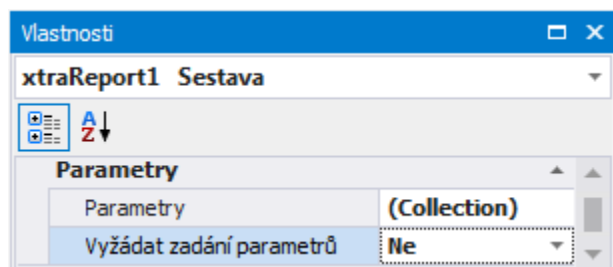 Vlastnosti
xtraReport1 Sestava
A
Z
Parametry
Parametry (Collection)
Vyžádat zadání parametrů Ne